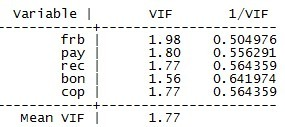 Variable | VIF 1/VIF
-------------+----------------------
frb | 1.98 0.504976
pay | 1.80 0.556291
rec | 1.77 0.564359
bon | 1.56 0.641974
cop | 1.77 0.564359
-------------+----------------------
Mean VIF | 1.77